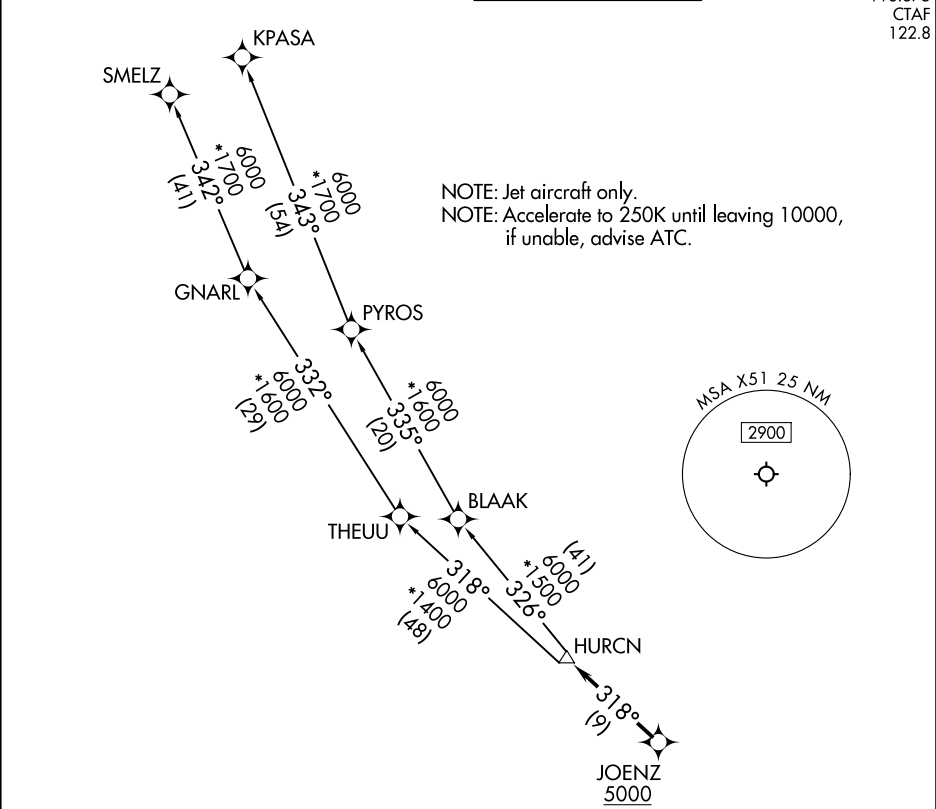 CTAF
122.8
KPASA
SMELZ
6000
*1700
342°
(41)
6000
*1700
343°
(54)
NOTE: Jet aircraft only.
NOTE: Accelerate to 250K until leaving 10000,
if unable, advise ATC.
GNARL
PYROS
332°
6000
*1600
(29)
6000
*1600
335°
(20)
MSA X51 25 NM
2900
THEUU
BLAAK
318°
6000
*1400
(48)
(41)
6000
*1500
326°
HURCN
318°
(9)
JOENZ
5000